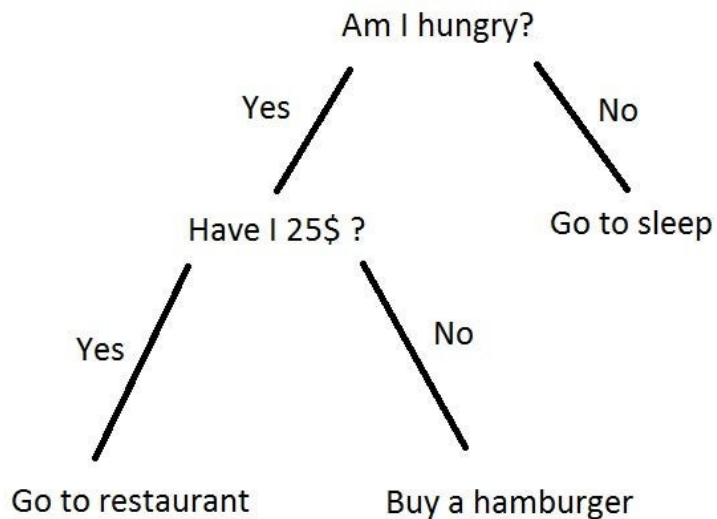 Am I hungry?
Yes
No
Have I 25$ ?
Go to sleep
Yes
No
Go to restaurant
Buy a hamburger